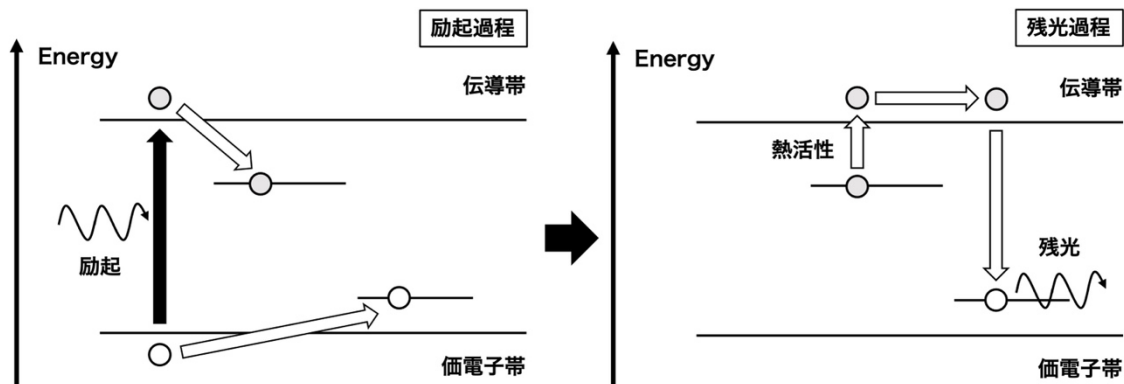 励起過程
Energy
伝導帯
励起
価電子帯
残光過程
Energy
伝導帯
熱活性
残光
価電子帯